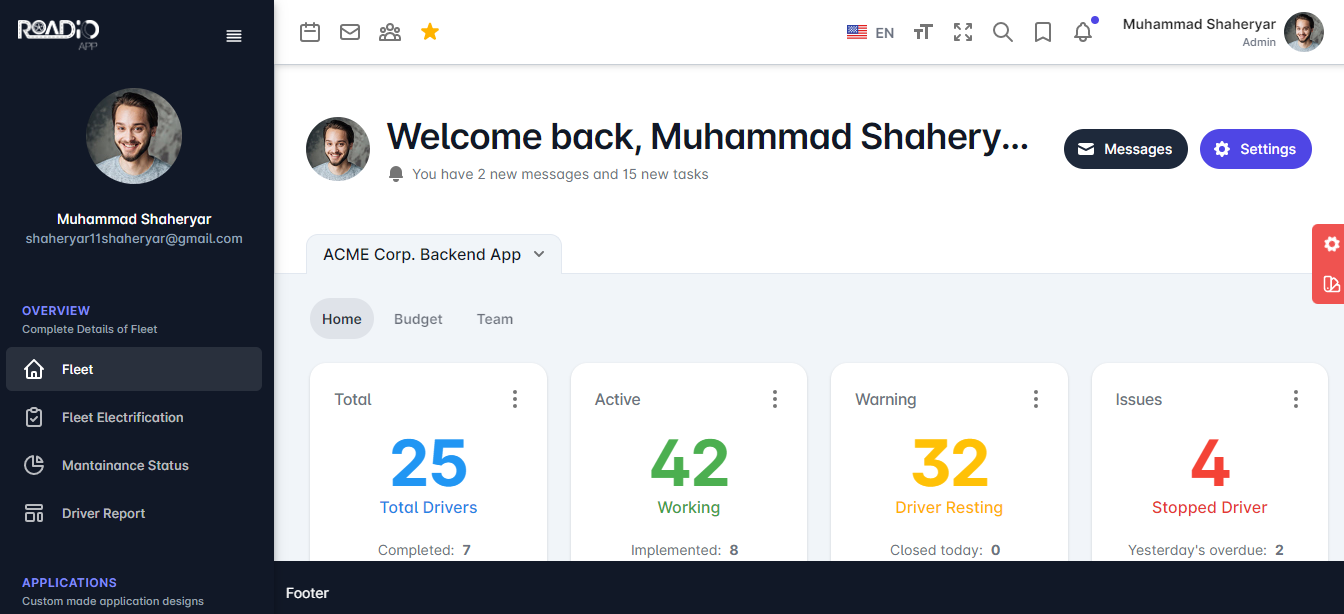 ROADIO
APP
EN
Muhammad Shaheryar
Admin
Muhammad Shaheryar
shaheryar11shaheryar@gmail.com
OVERVIEW
Complete Details of Fleet
Fleet
Fleet Electrification
Mantainance Status
Driver Report
APPLICATIONS
Custom made application designs
Welcome back, Muhammad Shahery...
You have 2 new messages and 15 new tasks
Messages
Settings
ACME Corp. Backend App
Home
Budget
Team
Total
25
Total Drivers
Completed: 7
Active
42
Working
Implemented: 8
Warning
32
Driver Resting
Closed today: 0
Issues
4
Stopped Driver
Yesterday's overdue: 2
Footer